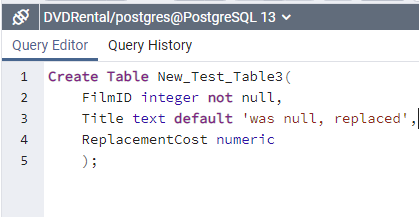 DVDRental/postgres@PostgreSQL 13
Query Editor Query History
1 Create Table New_Test_Table3(
2 FilmID integer not null,
3 Title text default 'was null, replaced',
4 ReplacementCost numeric
5 );